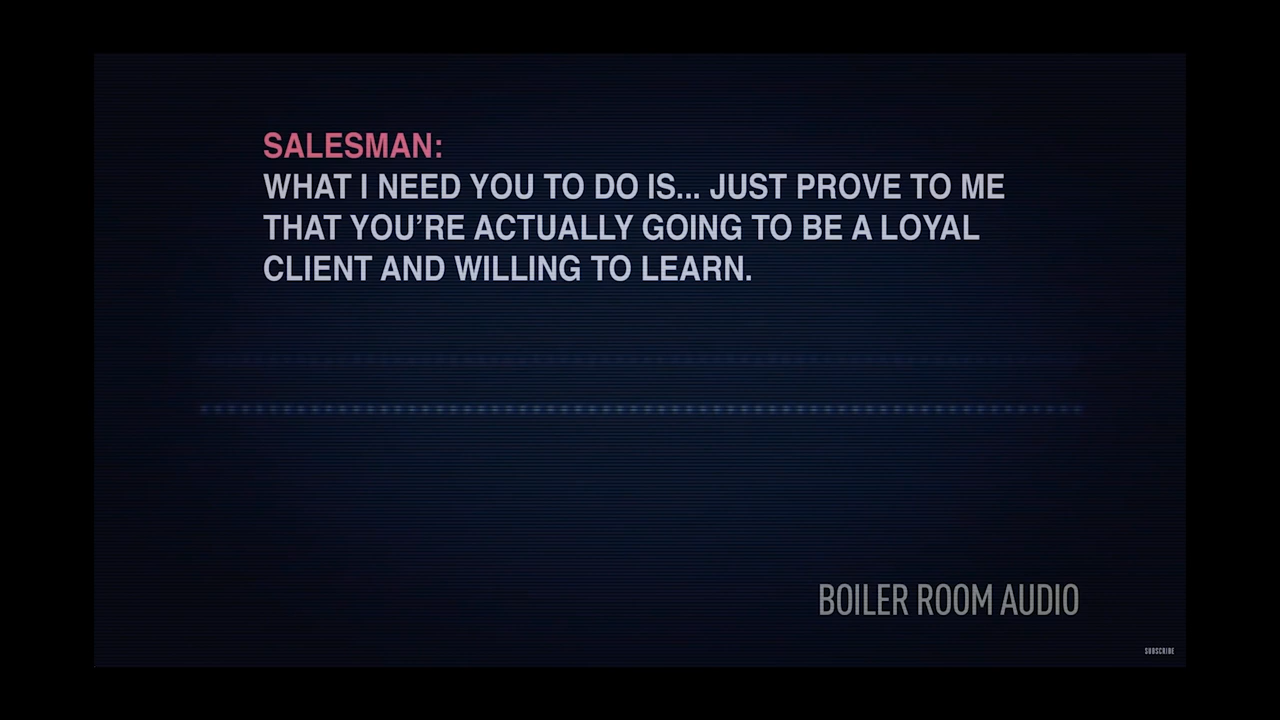 SALESMAN:
WHAT I NEED YOU TO DO IS... JUST PROVE TO ME
THAT YOU’RE ACTUALLY GOING TO BE A LOYAL
CLIENT AND WILLING TO LEARN.
BOILER ROOM AUDIO
SUBSCRIBE